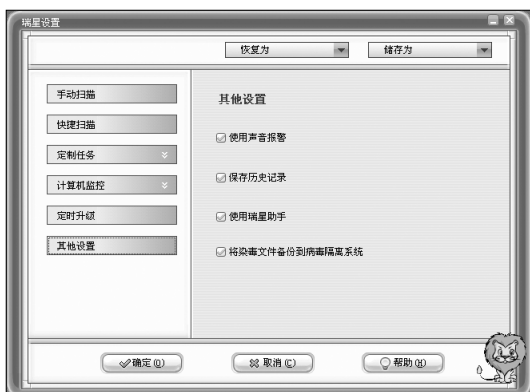 瑞星设置
恢复为 储存为
手动扫描
快捷扫描
定制任务
计算机监控
定时升级
其他设置
其他设置
使用声音报警
保存历史记录
使用瑞星助手
将染毒文件备份到病毒隔离系统
确定(O) 取消(C) 帮助(H)